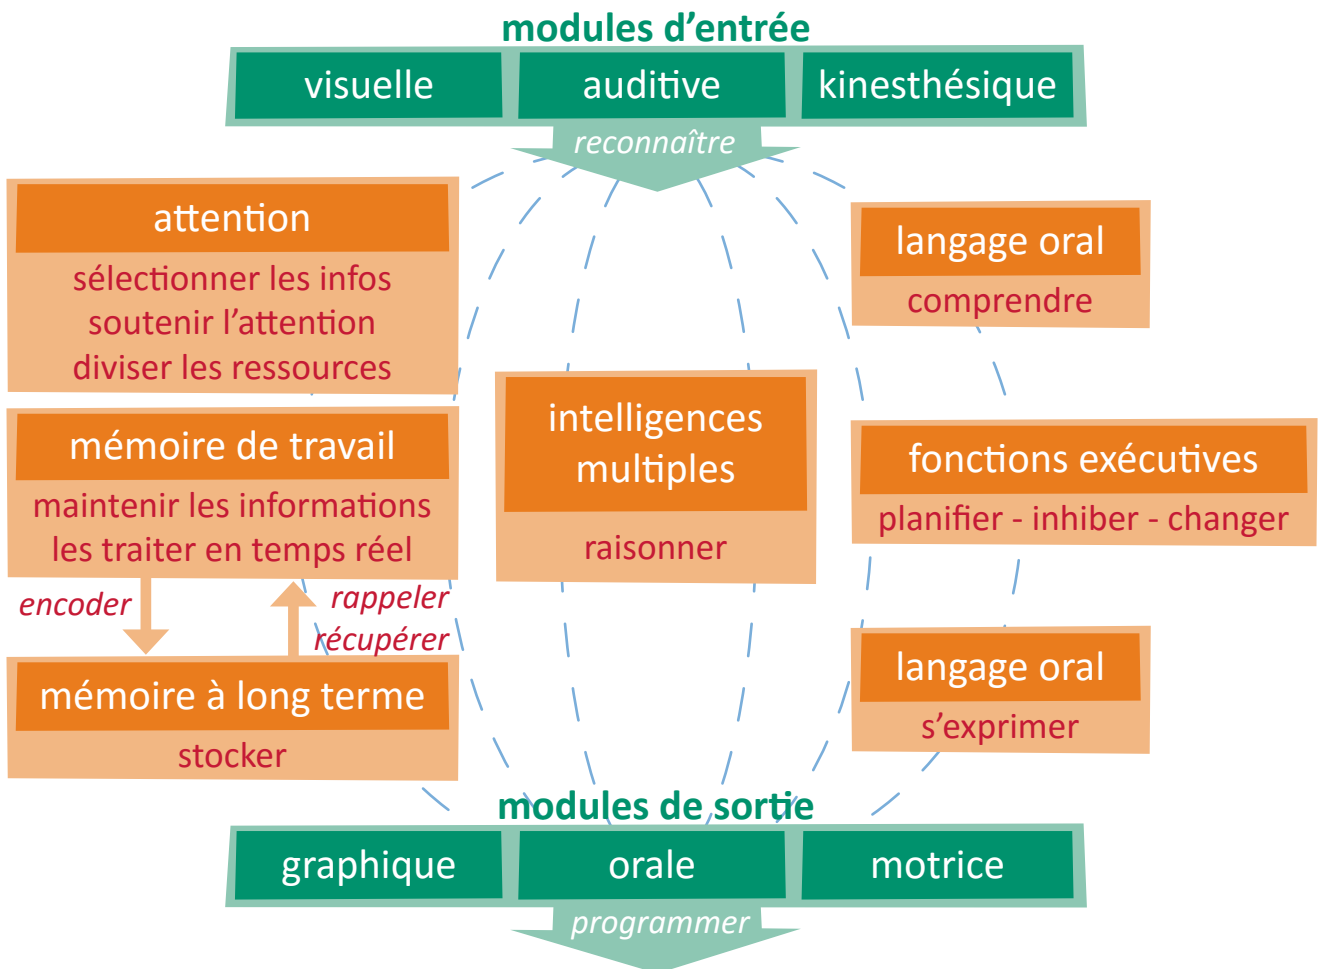 modules d'entrée
visuelle
auditive
kinesthésique
reconnaître
attention
sélectionner les infos
soutenir l'attention
diviser les ressources
mémoire de travail
maintenir les informations
les traiter en temps réel
encoder
rappeler
récupérer
mémoire à long terme
stocker
intelligences
multiples
raisonner
langage oral
comprendre
fonctions exécutives
planifier - inhiber - changer
langage oral
s'exprimer
modules de sortie
graphique
orale
motrice
programmer